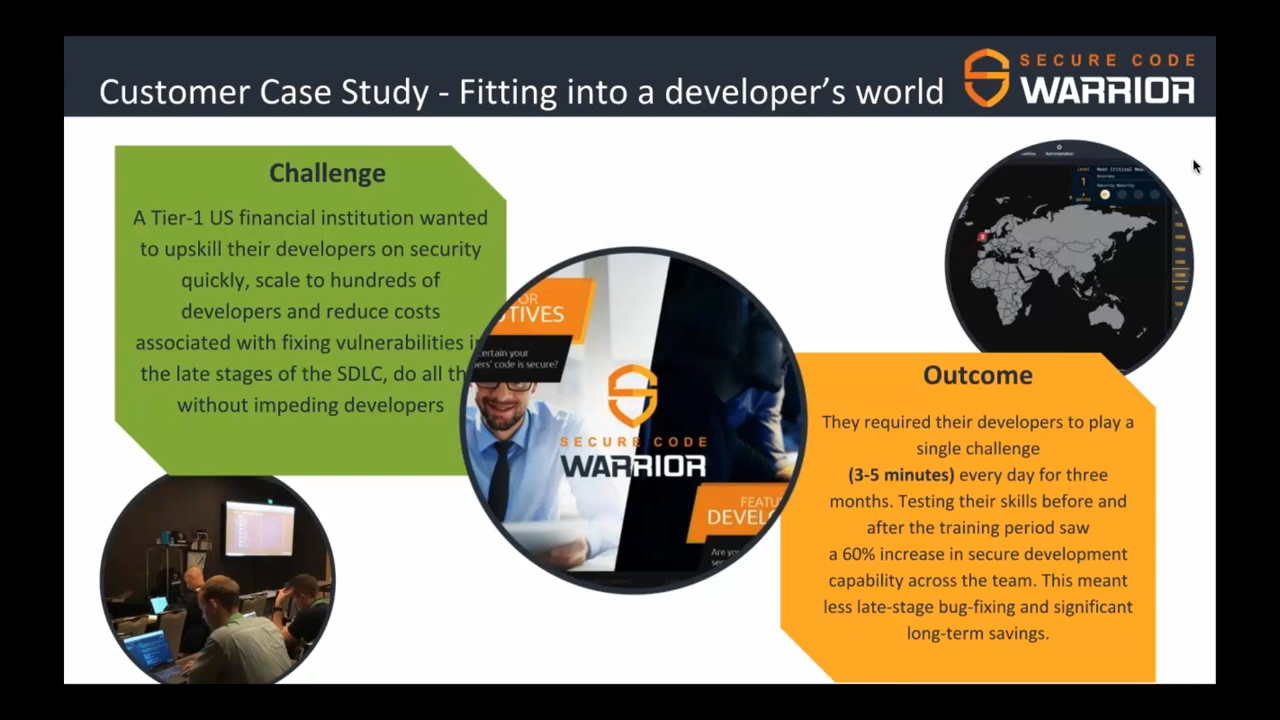 Customer Case Study - Fitting into a developer's world
SECURE CODE
WARRIOR
Challenge
A Tier-1 US financial institution wanted
to upskill their developers on security
quickly, scale to hundreds of
developers and reduce costs
associated with fixing vulnerabilities
the late stages of the SDLC, do all
without impeding developers
SECURE CODE
WARRIOR
code is secure?
Administration
1
Outcome
They required their developers to play a
single challenge
(3-5 minutes) every day for three
months. Testing their skills before and
after the training period saw
a 60% increase in secure development
capability across the team. This meant
less late-stage bug-fixing and significant
long-term savings.